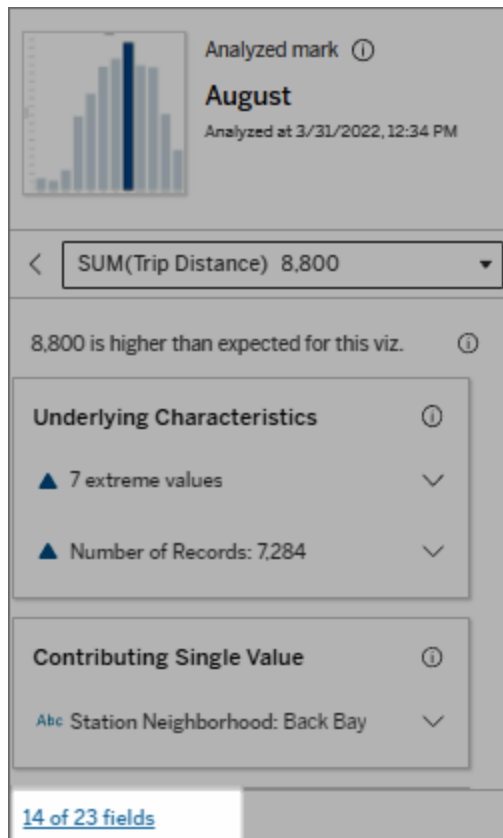 Analyzed mark
August
Analyzed at 3/31/2022, 12:34 PM
SUM(Trip Distance) 8,800
8,800 is higher than expected for this viz.
Underlying Characteristics
7 extreme values
Number of Records: 7,284
Contributing Single Value
Abc Station Neighborhood: Back Bay
14 of 23 fields